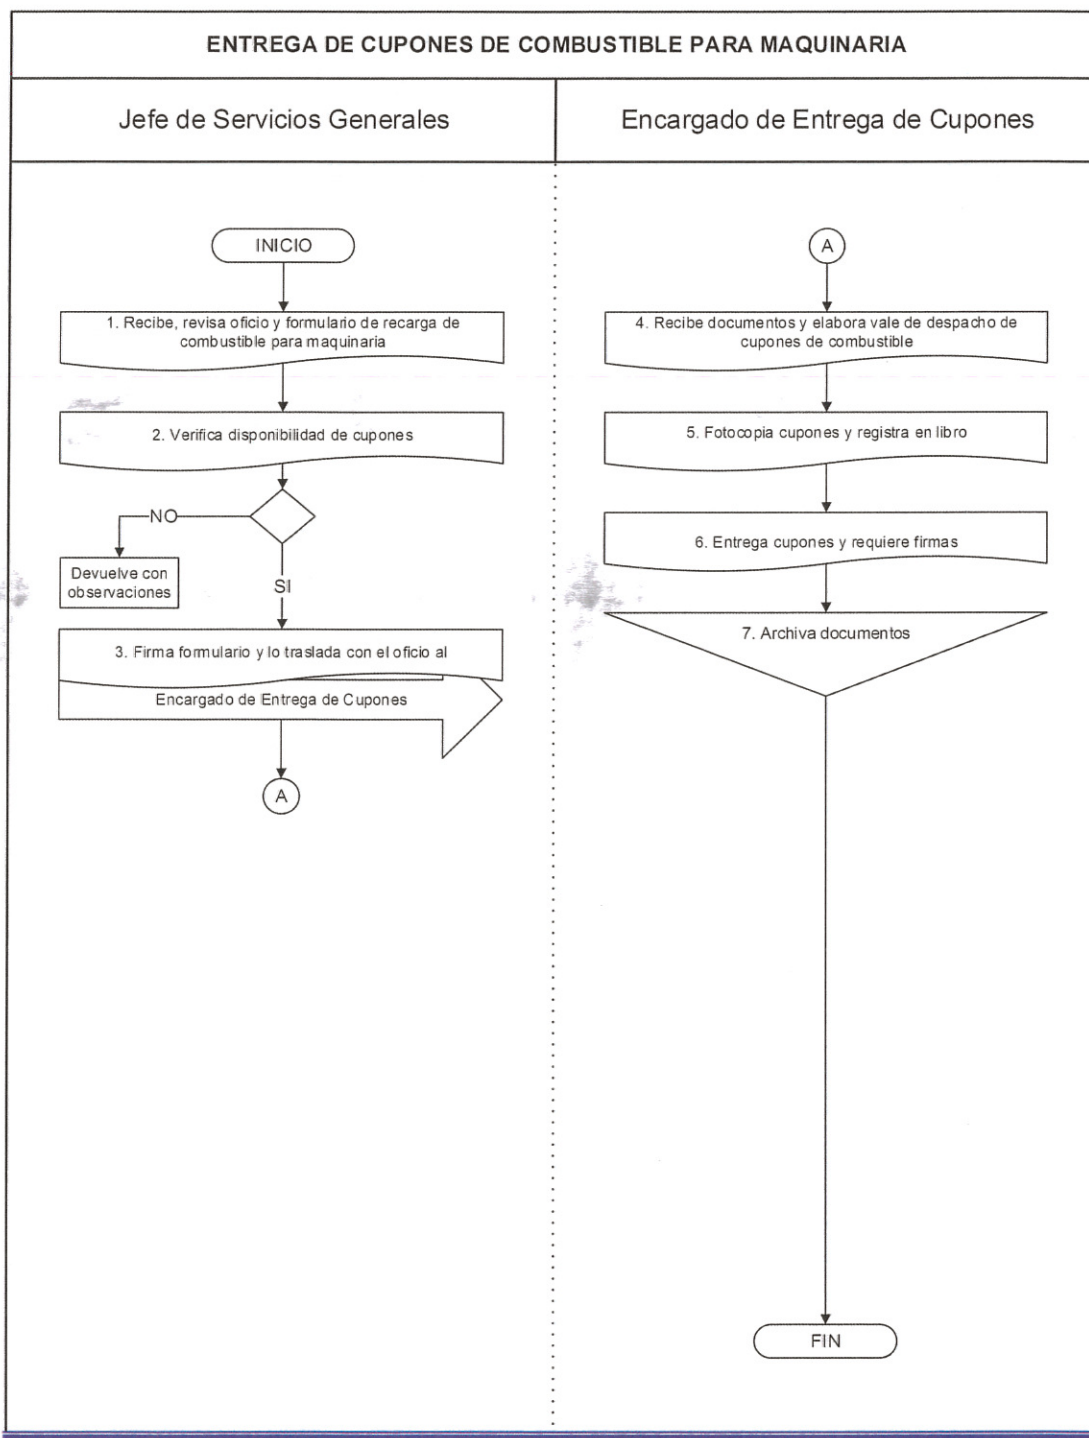 ENTREGA DE CUPONES DE COMBUSTIBLE PARA MAQUINARIA
Jefe de Servicios Generales
Encargado de Entrega de Cupones
INICIO
1. Recibe, revisa oficio y formulario de recarga de
combustible para maquinaria
2. Verifica disponibilidad de cupones
NO
Devuelve con
observaciones
SI
3. Firma formulario y lo traslada con el oficio al
Encargado de Entrega de Cupones
A
A
4. Recibe documentos y elabora vale de despacho de
cupones de combustible
5. Fotocopia cupones y registra en libro
6. Entrega cupones y requiere firmas
7. Archiva documentos
FIN